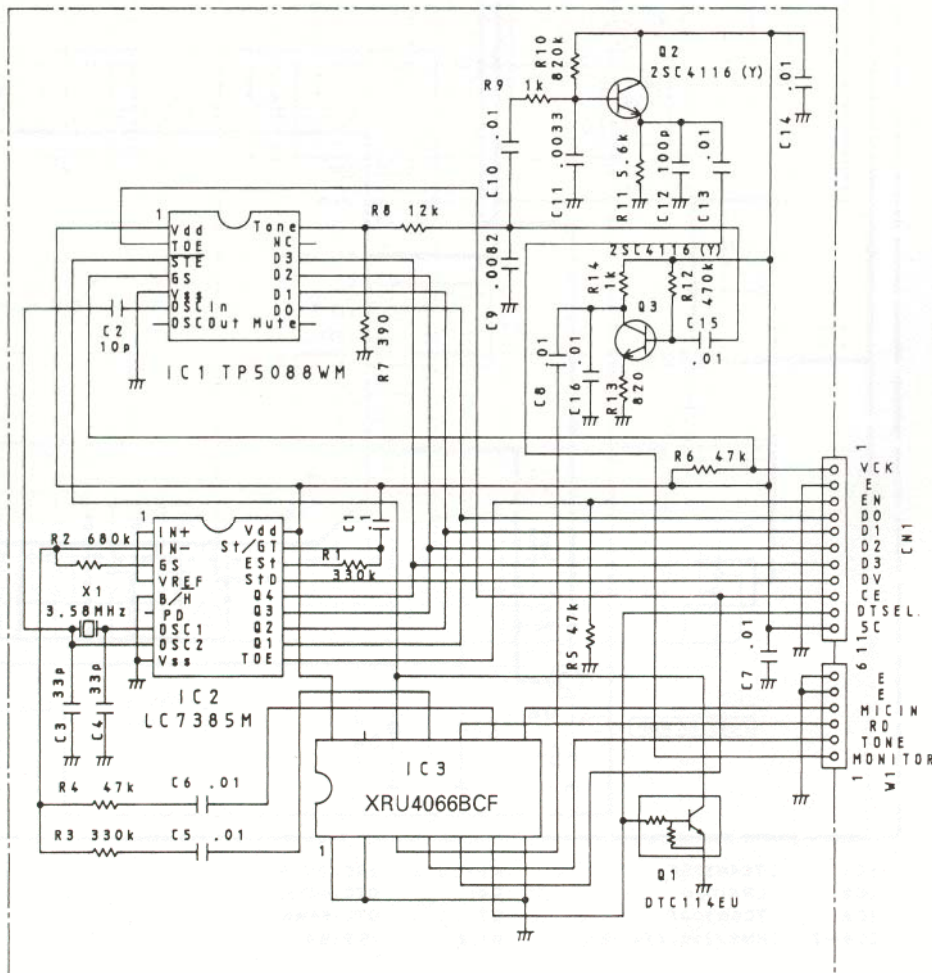 R10 820k
Q2
2SC4116 (Y)
C14 .01
R9 1k
C10 .01
C11 .0033
R11 5.6k
C12 100p
C13 .01
1
Vdd
TOE
STE
GS
Vss
OSCIn
OSCOut
Tone
NC
D3
D2
D1
D0
Mute
IC1 TP5088WM
R8 12k
C9 .0082
R7 390
C2
10p
2SC4116 (Y)
R14 1k
R12 470k
Q3
C15
.01
C8 .01
C16 .01
R13 820
R6 47k
1
VCK
E
EN
D0
D1
D2
D3
DV
CE
DTSEL.
5C
CN1
11
R2 680k
X1
3.58MHz
1
IN+
IN-
GS
VREF
B/H
PD
OSC1
OSC2
Vss
Vdd
St/GT
ESt
StD
Q4
Q3
Q2
Q1
TOE
IC2
LC7385M
C1 .1
R1
330k
R5 47k
C7 .01
C3 33p
C4 33p
6
E
E
MICIN
RD
TONE
MONITOR
1
W1
R4 47k
C6 .01
R3 330k
C5 .01
IC3
XRU4066BCF
1
Q1
DTC114EU